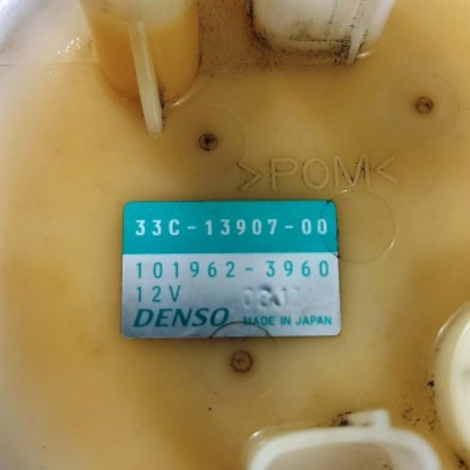 >POM<
33C-13907-00
101962-3960
12V
DENSO MADE IN JAPAN